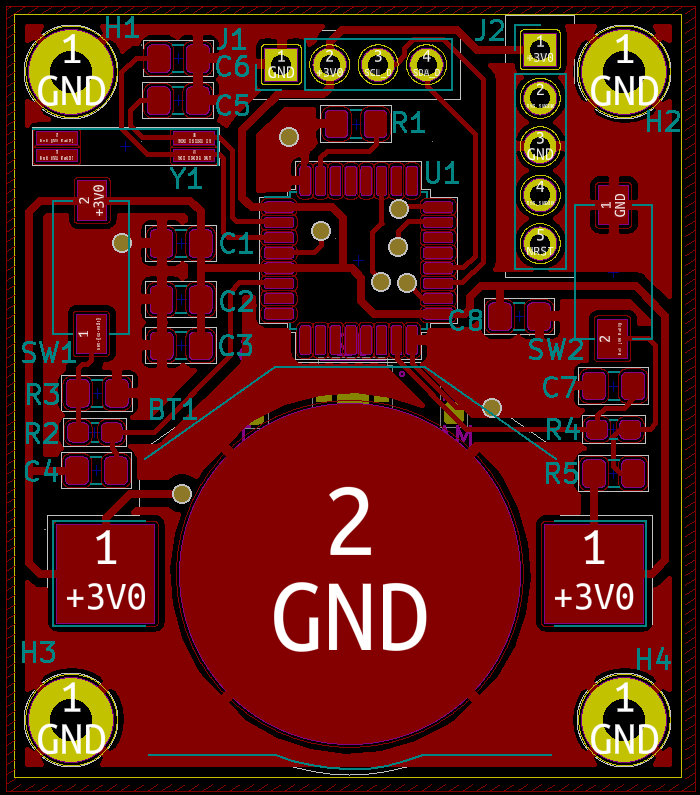 H1
J1
C6
C5
J2
H2
1
GND
1
GND
2
+3V0
3
4
1
+3V0
2
3
GND
4
5
NRST
1
GND
R1
Y1
U1
2
+3V0
1
GND
C1
C2
C3
C8
SW1
1
SW2
2
R3
C7
BT1
R2
R4
C4
R5
M
1
+3V0
2
GND
1
+3V0
H3
H4
1
GND
1
GND